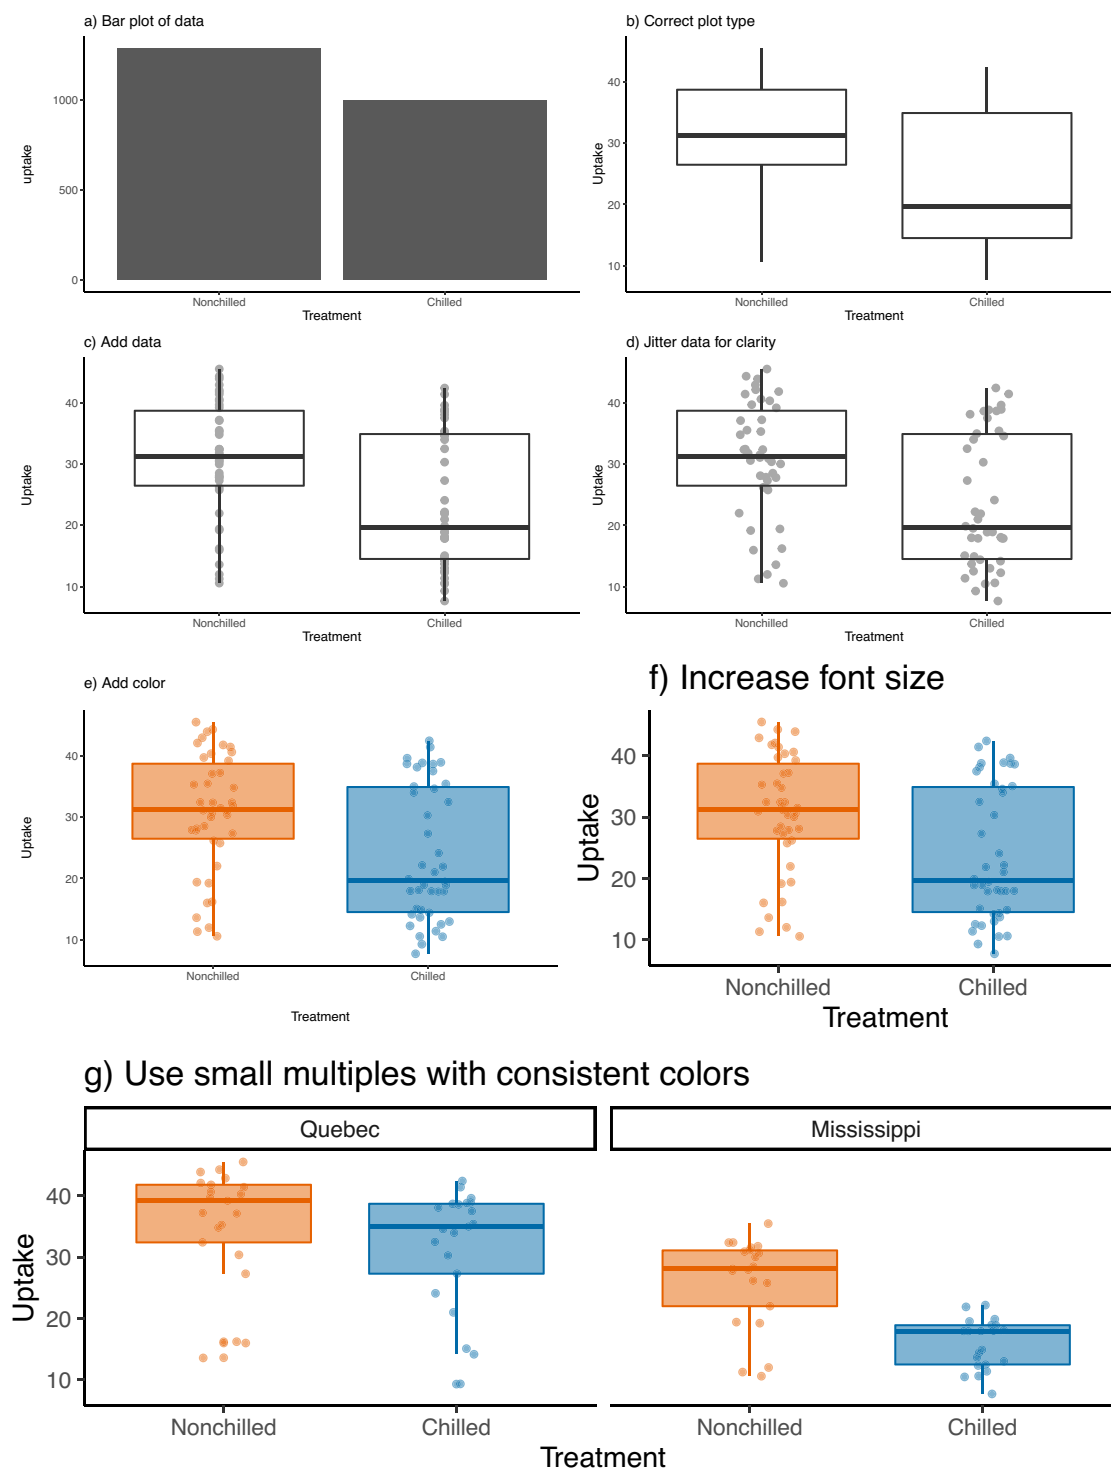 a) Bar plot of data
uptake
1000
500
0
Nonchilled Chilled
Treatment
b) Correct plot type
Uptake
40
30
20
10
Nonchilled Chilled
Treatment
c) Add data
Uptake
40
30
20
10
Nonchilled Chilled
Treatment
d) Jitter data for clarity
Uptake
40
30
20
10
Nonchilled Chilled
Treatment
e) Add color
Uptake
40
30
20
10
Nonchilled Chilled
Treatment
f) Increase font size
Uptake
40
30
20
10
Nonchilled Chilled
Treatment
g) Use small multiples with consistent colors
Quebec Mississippi
Uptake
40
30
20
10
Nonchilled Chilled Nonchilled Chilled
Treatment